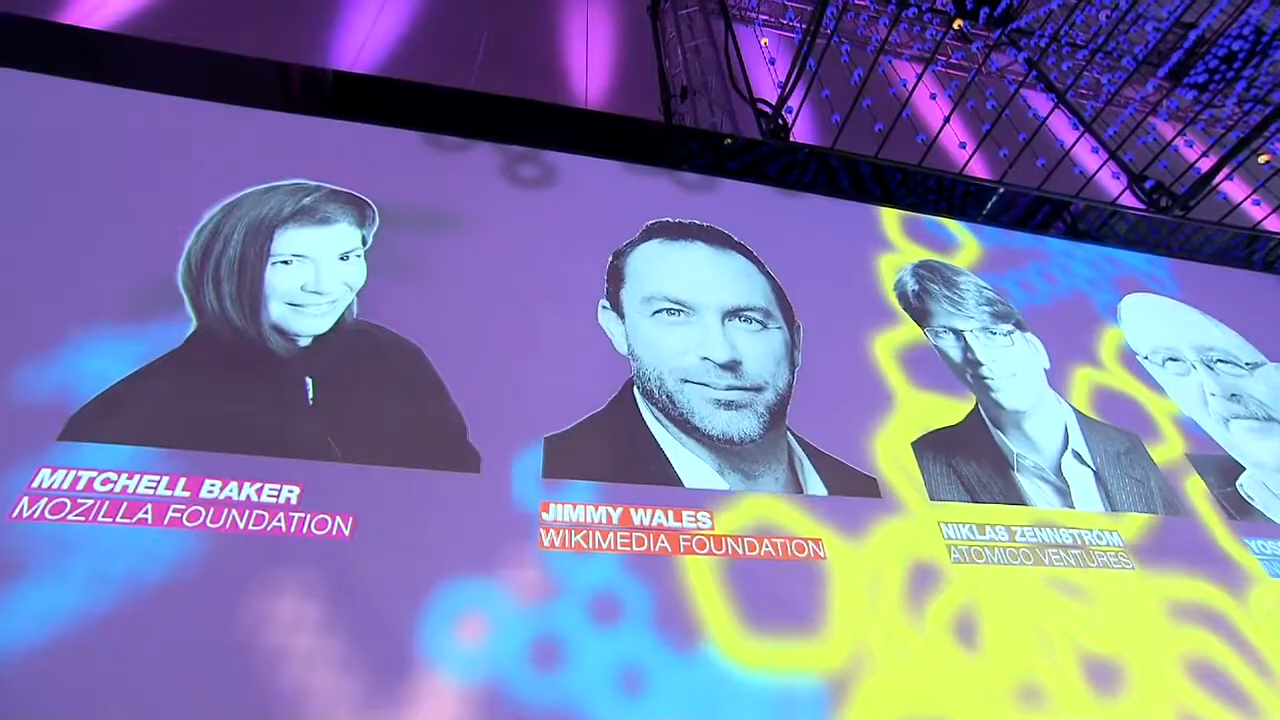 MITCHELL BAKER
MOZILLA FOUNDATION
JIMMY WALES
WIKIMEDIA FOUNDATION
NIKLAS ZENNSTRÖM
ATOMICO VENTURES